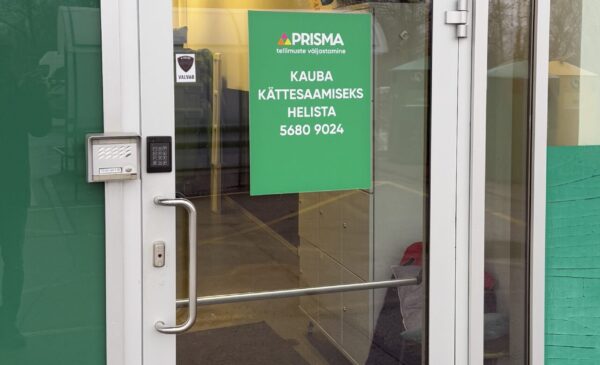 PRISMA
tellimuste väljastamine
KAUBA
KÄTTESAAMISEKS
HELISTA
5680 9024
VALVAB